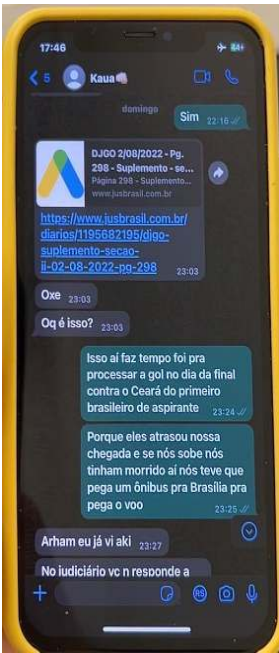 17:46
84
5
Kaua
domingo
Sim 22:16
DJGO 2/08/2022 - Pg.
298 - Suplemento - se...
Página 298 - Suplemento...
www.jusbrasil.com.br
https://www.jusbrasil.com.br/
diarios/1195682195/djgo-
suplemento-secao-
ii-02-08-2022-pg-298 23:03
Oxe 23:03
Oq é isso? 23:03
Isso aí faz tempo foi pra
processar a gol no dia da final
contra o Ceará do primeiro
brasileiro de aspirante 23:24
Porque eles atrasou nossa
chegada e se nós sobe nós
tinham morrido aí nós teve que
pega um ônibus pra Brasília pra
pega o voo 23:25
Arham eu já vi aki 23:27
No judiciário vc n responde a
R$